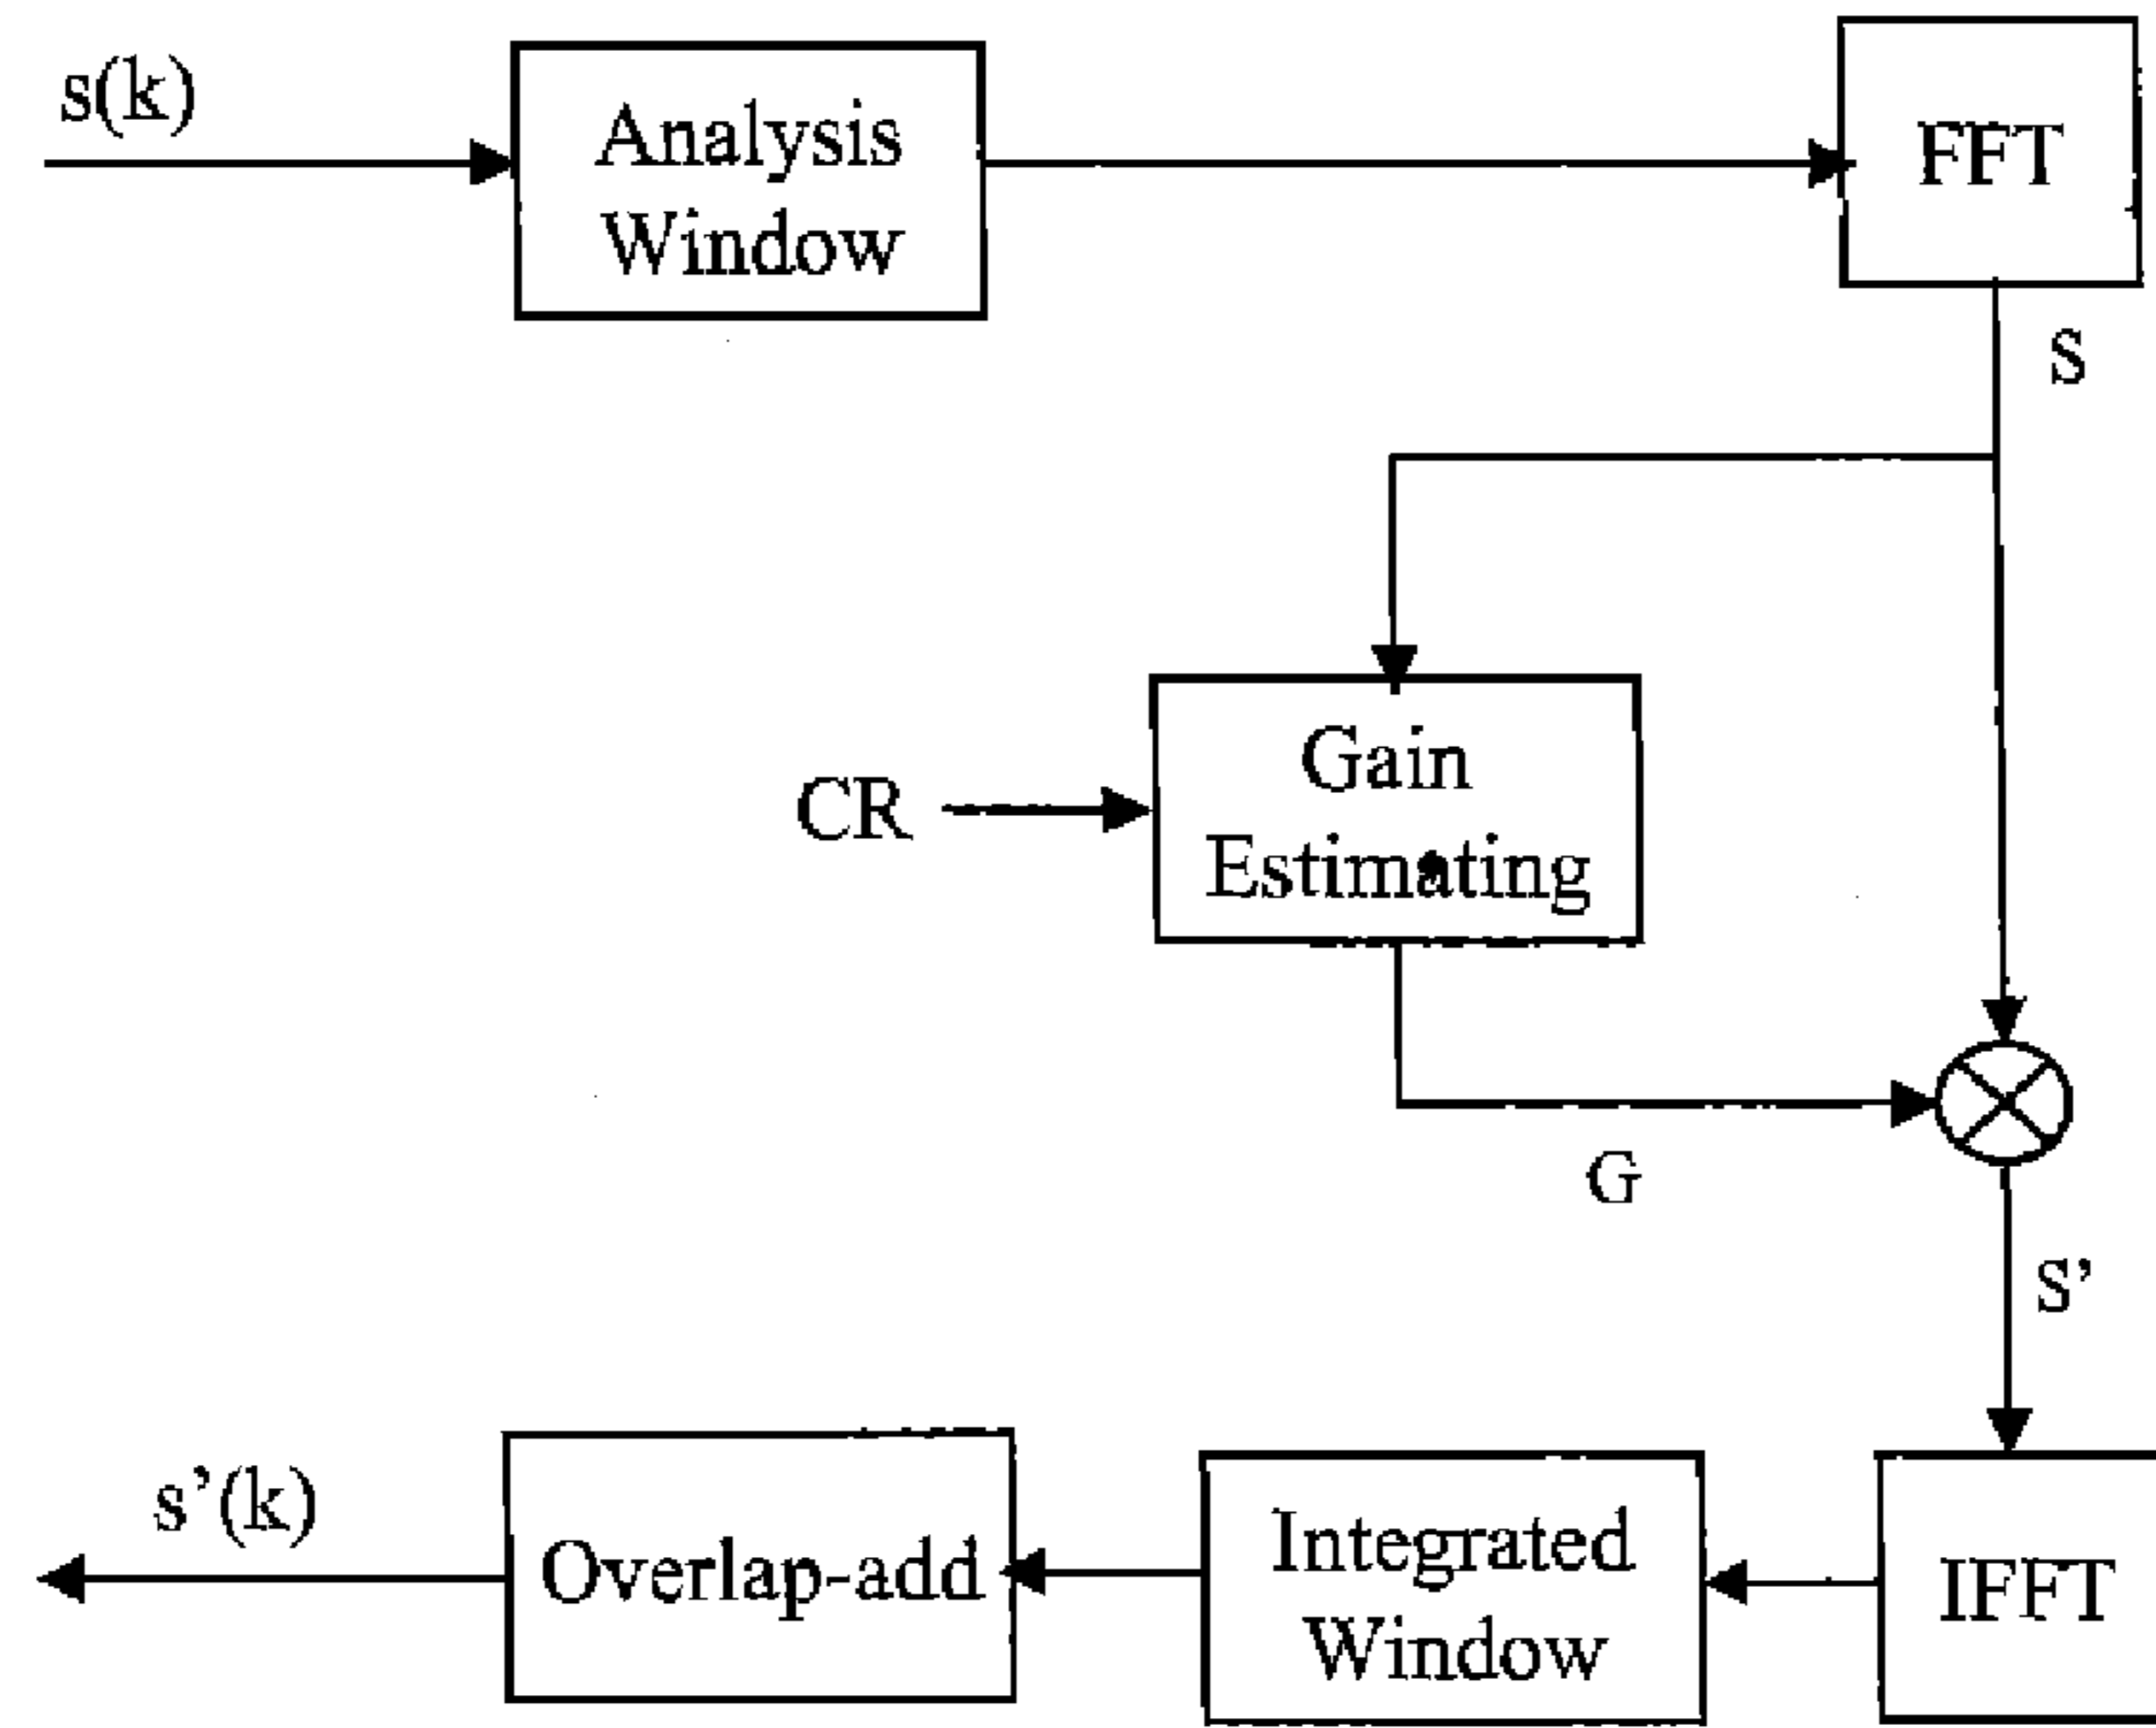 s(k)
Analysis
Window
FFT
S
Gain
Estimating
CR
G
S'
s'(k)
Overlap-add
Integrated
Window
IFFT